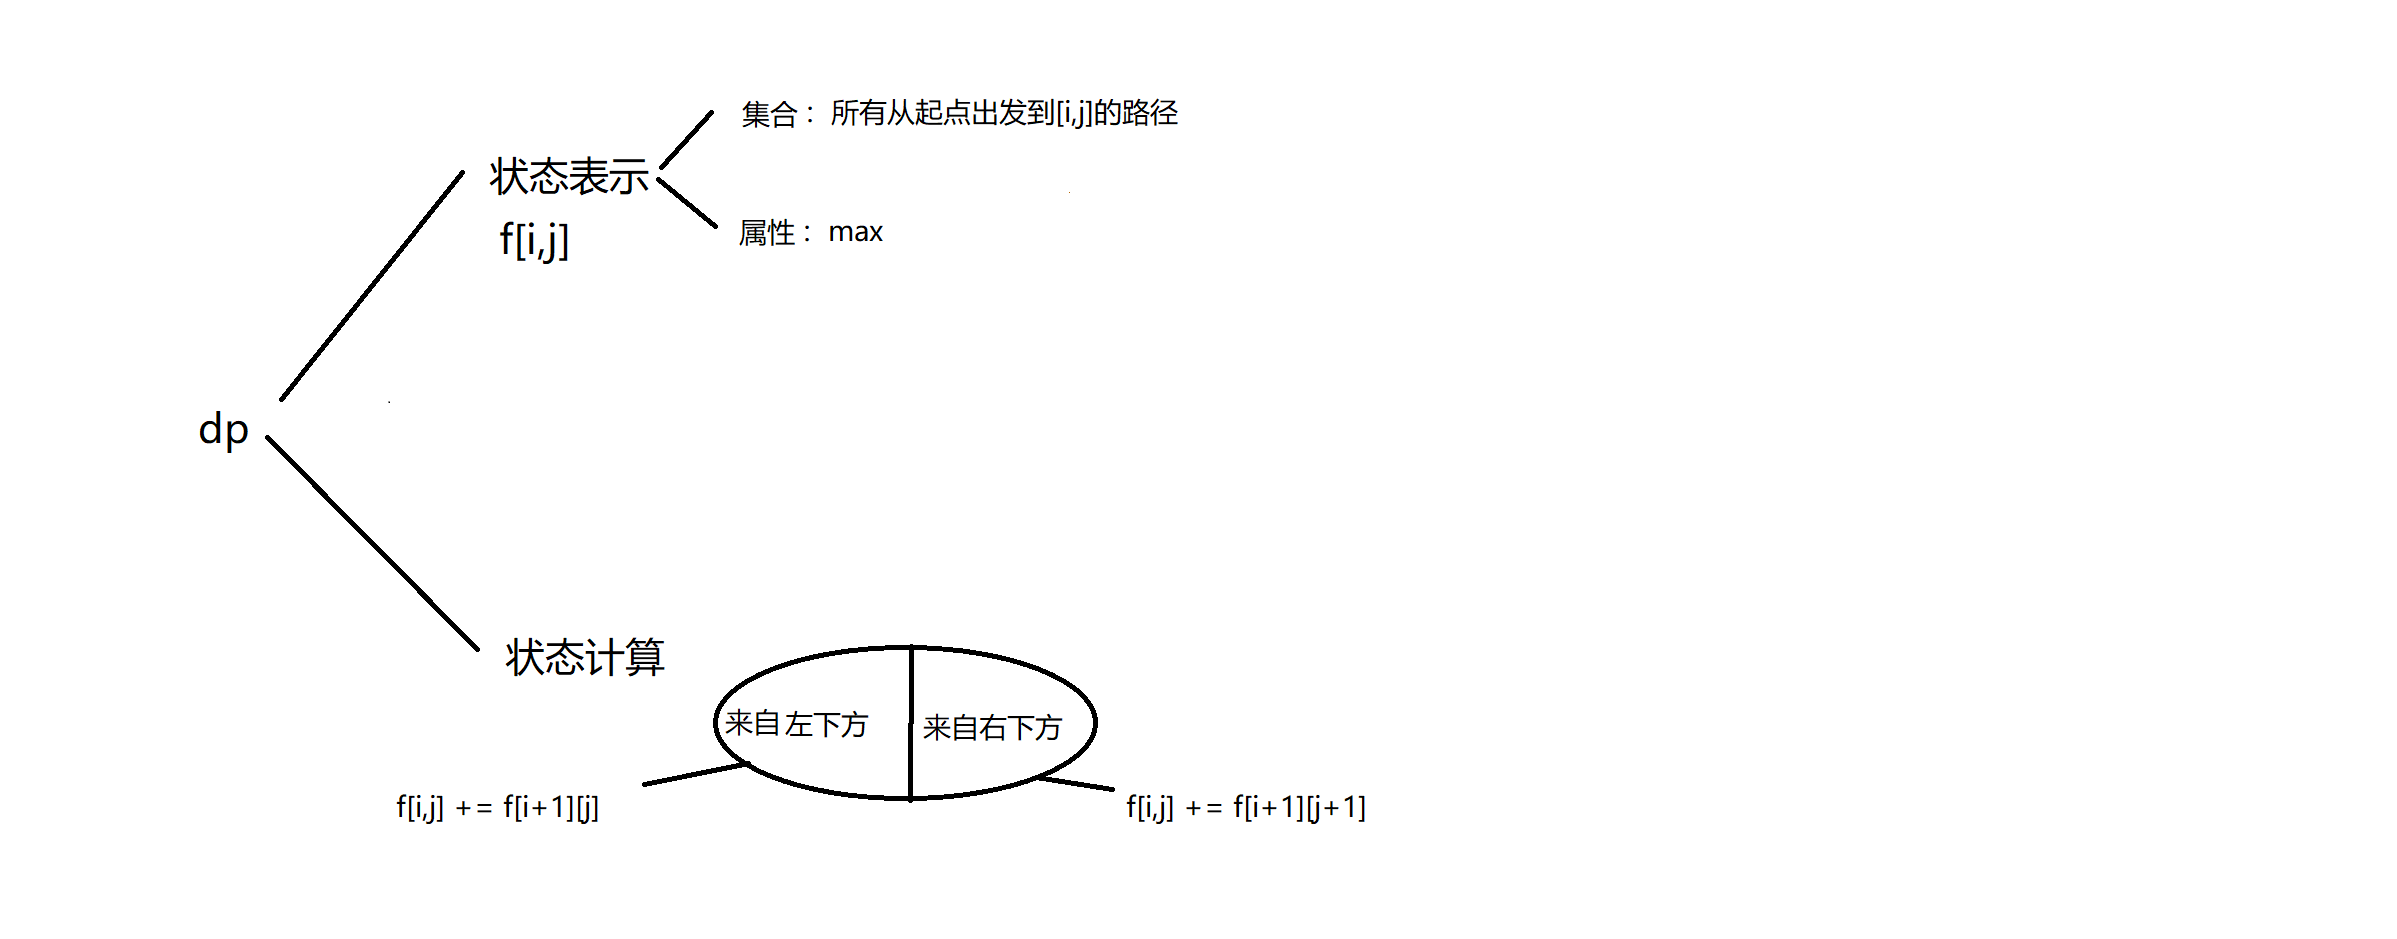 集合： 所有从起点出发到[i,j]的路径
状态表示
f[i,j]
属性： max
dp
状态计算
来自左下方
来自右下方
f[i,j] += f[i+1][j]
f[i,j] += f[i+1][j+1]